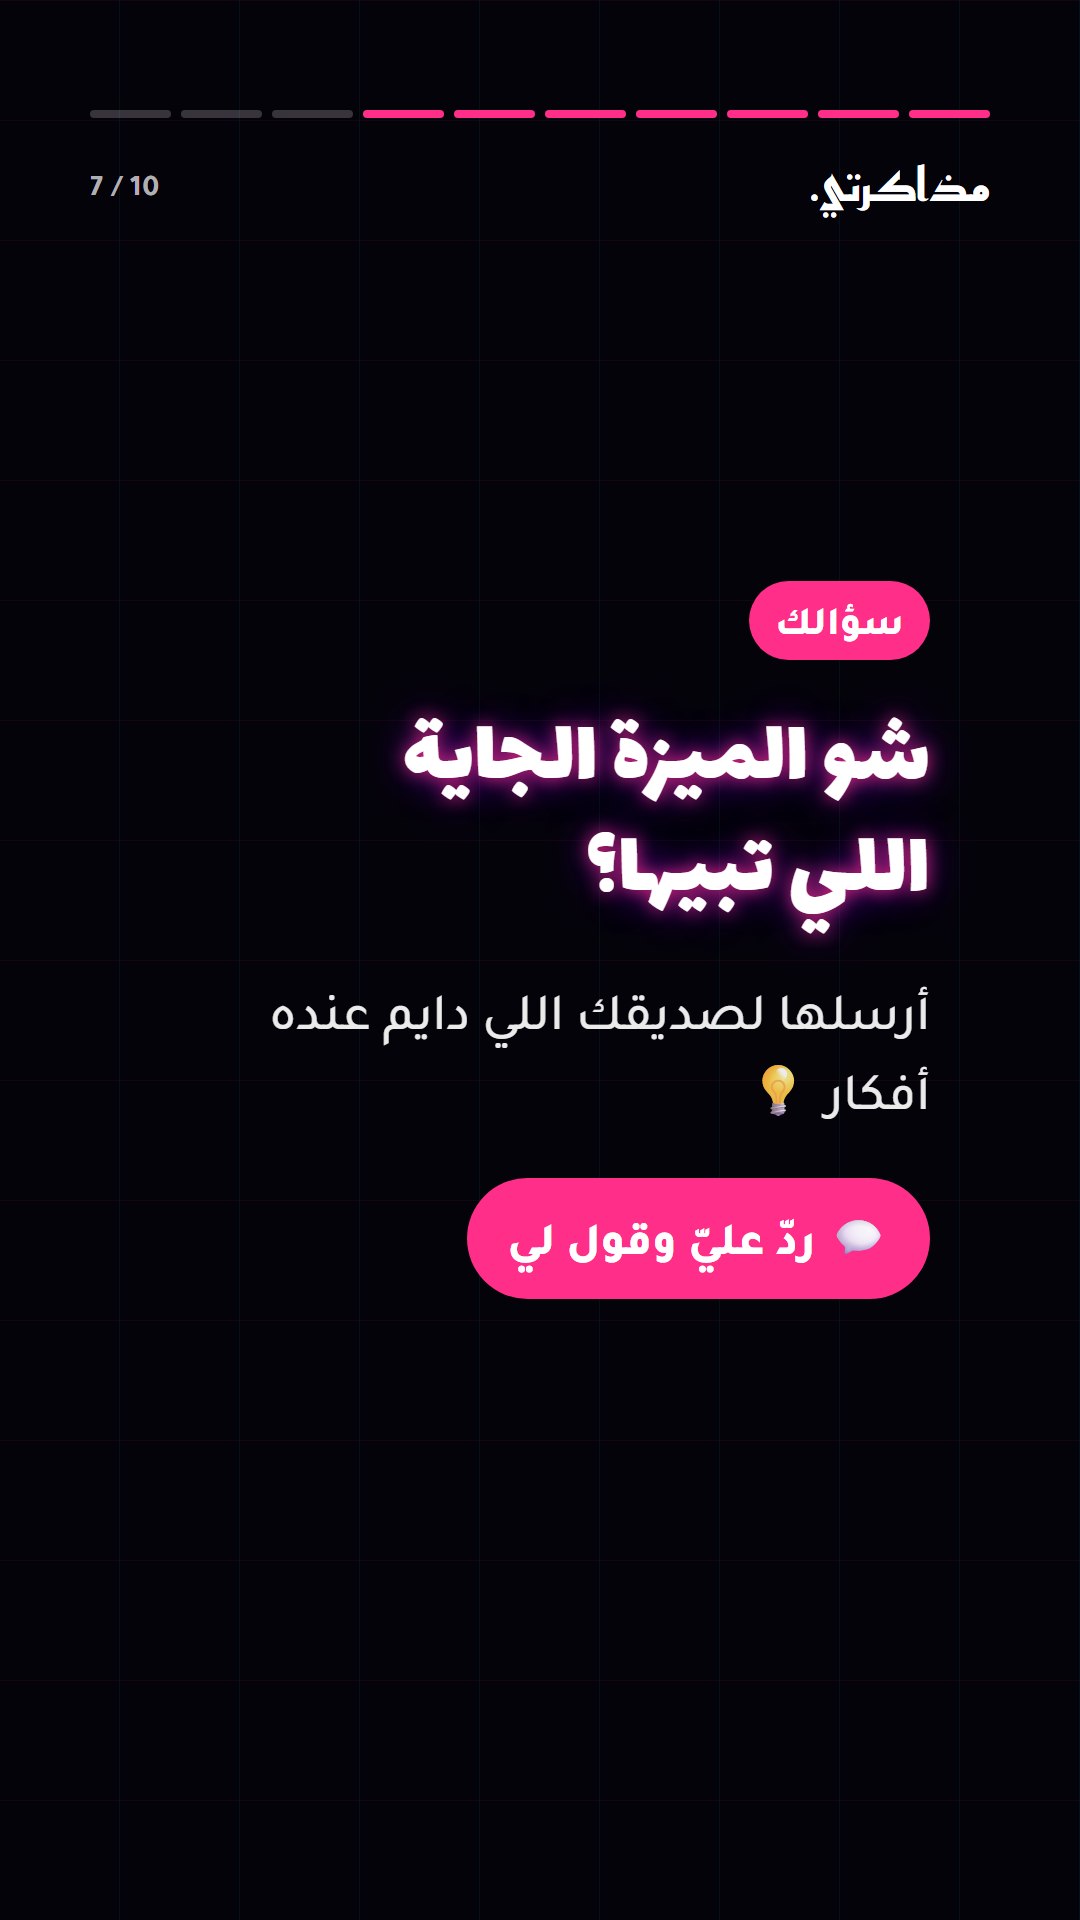 مذاكرتي.
7 / 10
سؤالك
شو الميزة الجاية
اللي تبيها؟
أرسلها لصديقك اللي دايم عنده
أفكار 💡
💬 ردّ عليّ وقول لي